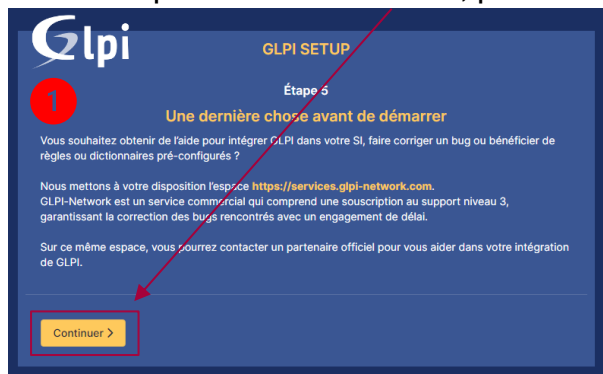 Glpi
GLPI SETUP
1
Étape 5
Une dernière chose avant de démarrer
Vous souhaitez obtenir de l'aide pour intégrer GLPI dans votre SI, faire corriger un bug ou bénéficier de
règles ou dictionnaires pré-configurés ?
Nous mettons à votre disposition l'espace https://services.glpi-network.com.
GLPI-Network est un service commercial qui comprend une souscription au support niveau 3,
garantissant la correction des bugs rencontrés avec un engagement de délai.
Sur ce même espace, vous pourrez contacter un partenaire officiel pour vous aider dans votre intégration
de GLPI.
Continuer >